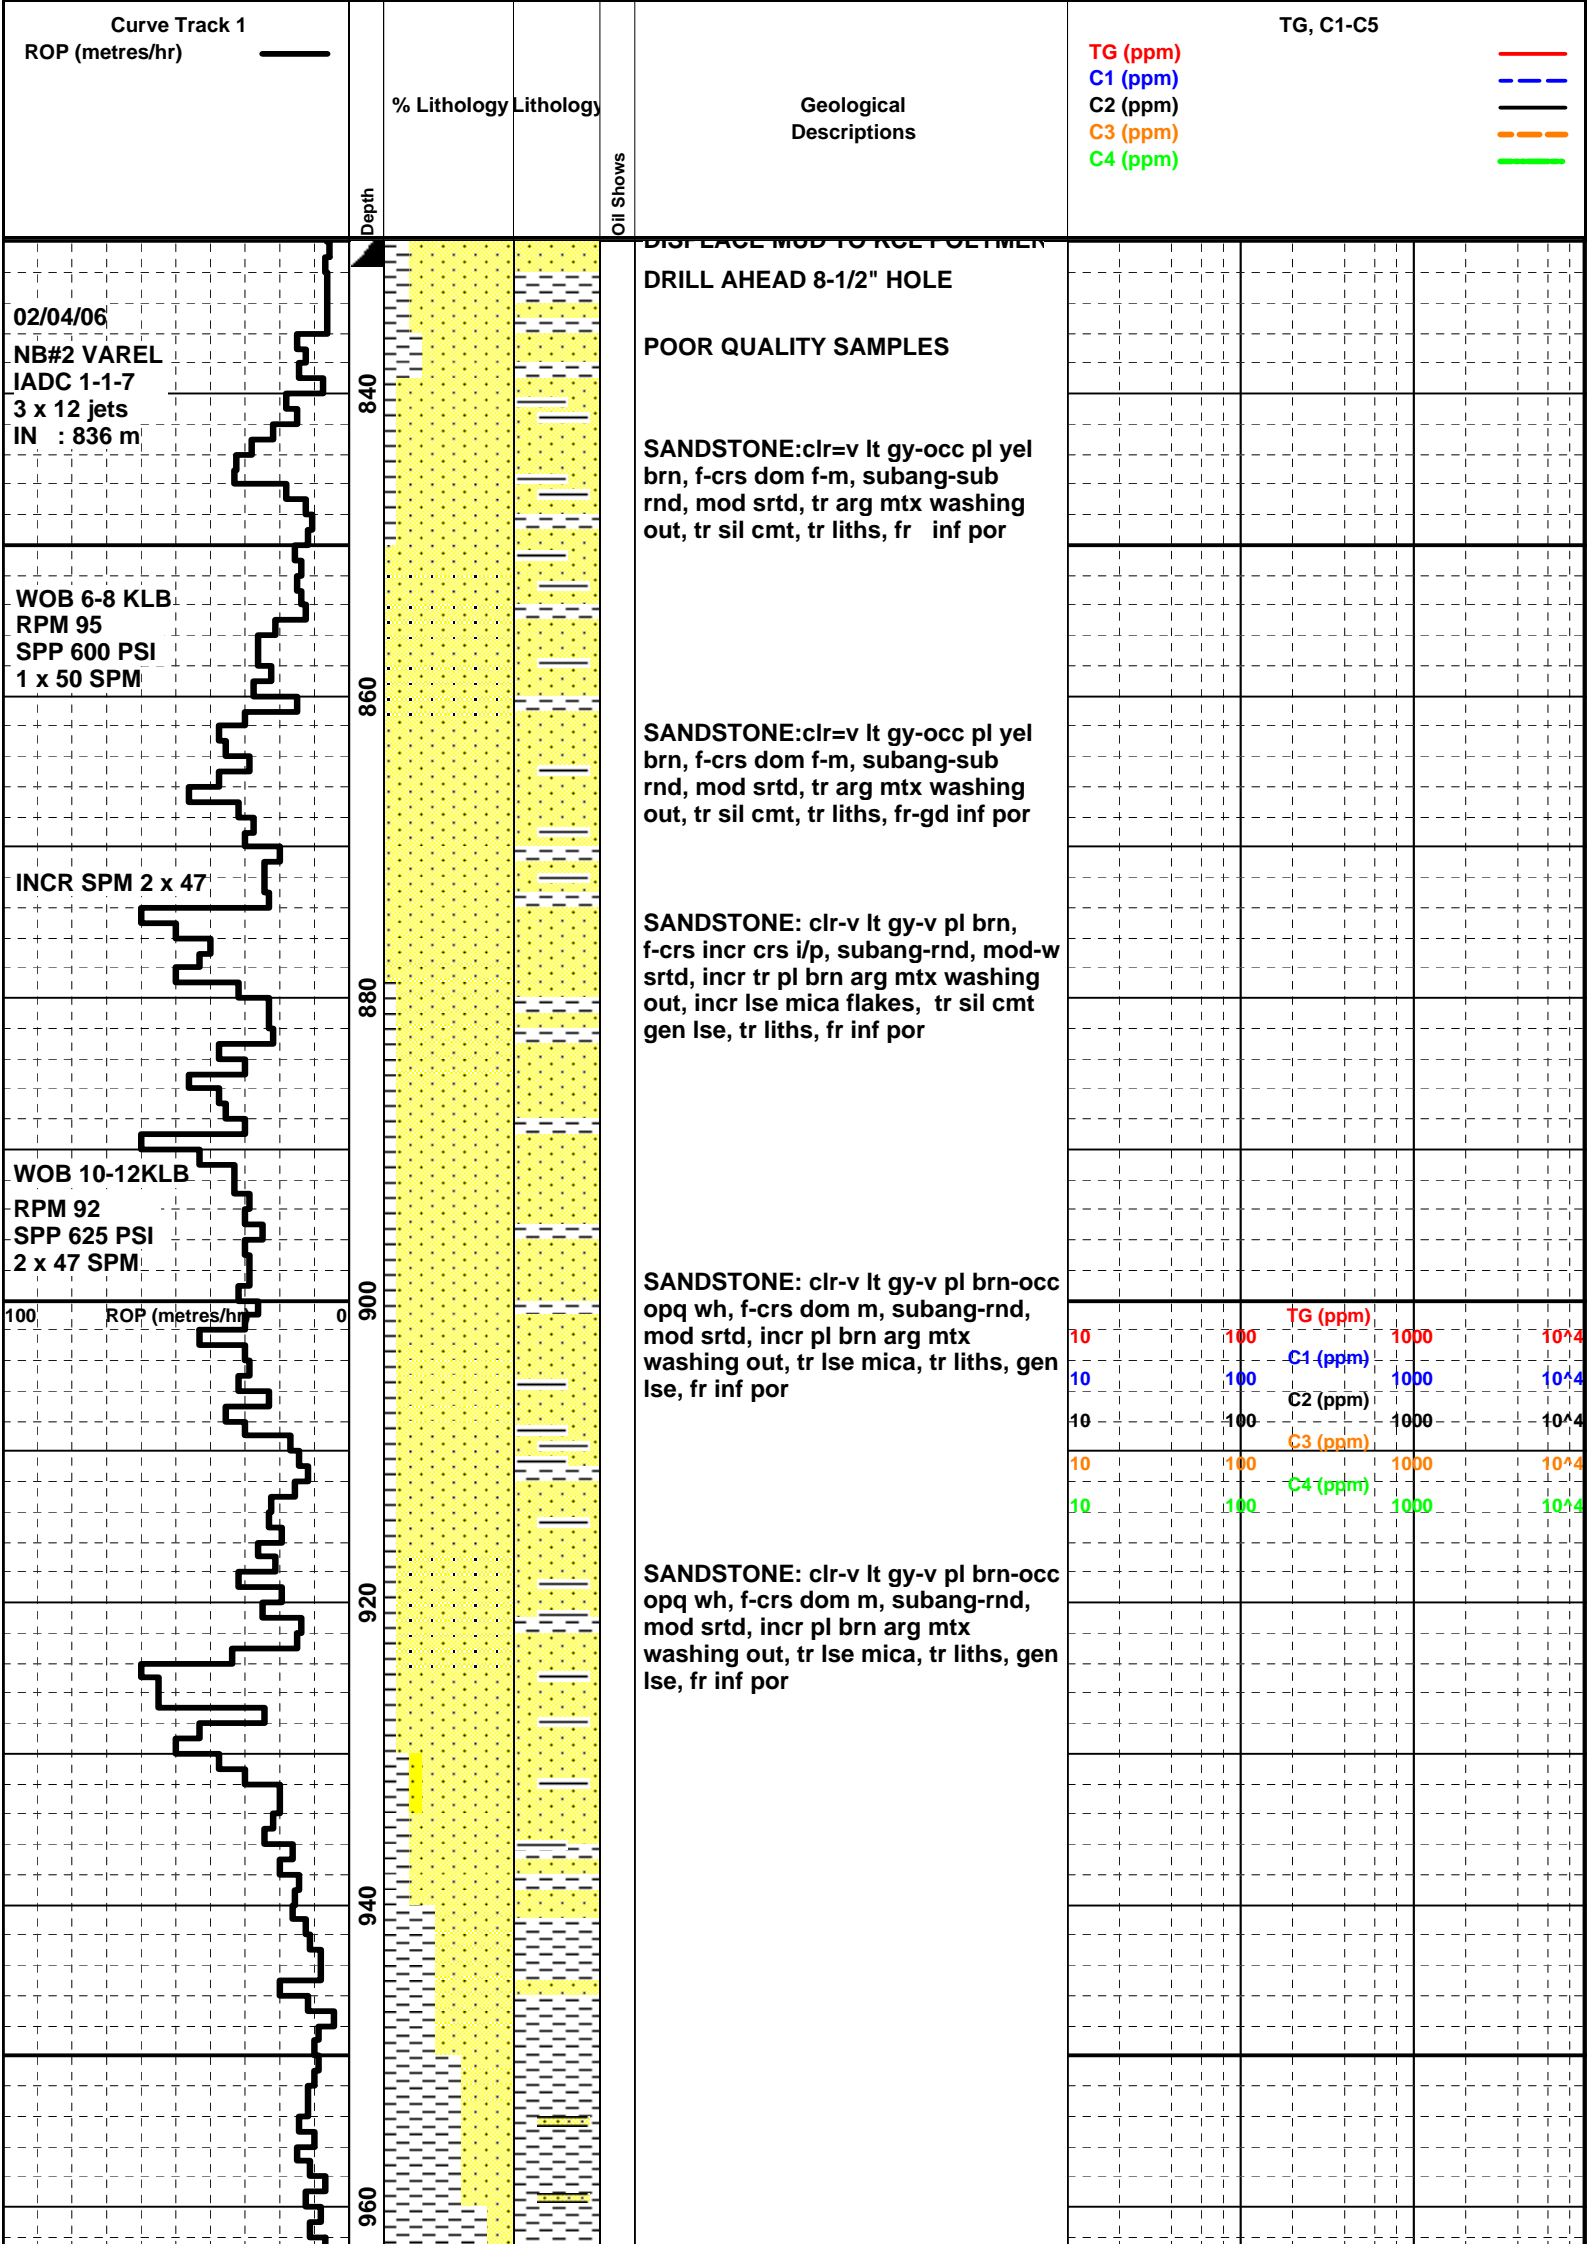 Curve Track 1
ROP (metres/hr)
Depth
% Lithology
Lithology
Oil Shows
Geological
Descriptions
TG, C1-C5
TG (ppm)
C1 (ppm)
C2 (ppm)
C3 (ppm)
C4 (ppm)
DISPLACE MUD TO KCL POLYMER
DRILL AHEAD 8-1/2" HOLE
02/04/06
NB#2 VAREL
IADC 1-1-7
3 x 12 jets
IN : 836 m
POOR QUALITY SAMPLES
840
SANDSTONE:clr=v lt gy-occ pl yel
brn, f-crs dom f-m, subang-sub
rnd, mod srtd, tr arg mtx washing
out, tr sil cmt, tr liths, fr inf por
WOB 6-8 KLB
RPM 95
SPP 600 PSI
1 x 50 SPM
860
SANDSTONE:clr=v lt gy-occ pl yel
brn, f-crs dom f-m, subang-sub
rnd, mod srtd, tr arg mtx washing
out, tr sil cmt, tr liths, fr-gd inf por
INCR SPM 2 x 47
SANDSTONE: clr-v lt gy-v pl brn,
f-crs incr crs i/p, subang-rnd, mod-w
srtd, incr tr pl brn arg mtx washing
out, incr lse mica flakes, tr sil cmt
gen lse, tr liths, fr inf por
880
WOB 10-12KLB
RPM 92
SPP 625 PSI
2 x 47 SPM
SANDSTONE: clr-v lt gy-v pl brn-occ
opq wh, f-crs dom m, subang-rnd,
mod srtd, incr pl brn arg mtx
washing out, tr lse mica, tr liths, gen
lse, fr inf por
900
100 ROP (metres/hr) 0
TG (ppm)
10 100 1000 10^4
C1 (ppm)
10 100 1000 10^4
C2 (ppm)
10 100 1000 10^4
C3 (ppm)
10 100 1000 10^4
C4 (ppm)
10 100 1000 10^4
SANDSTONE: clr-v lt gy-v pl brn-occ
opq wh, f-crs dom m, subang-rnd,
mod srtd, incr pl brn arg mtx
washing out, tr lse mica, tr liths, gen
lse, fr inf por
920
940
960